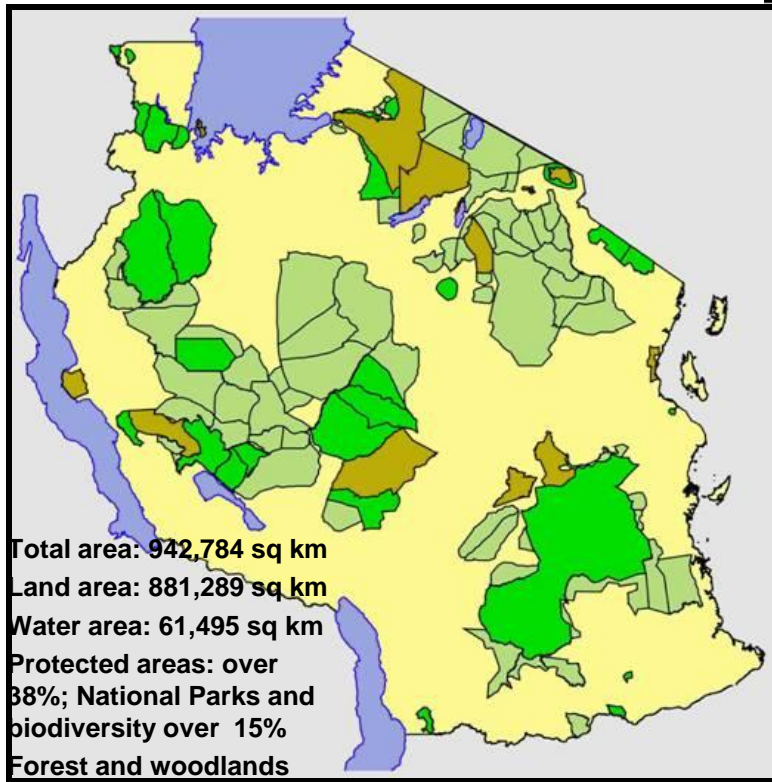 Total area: 942,784 sq km
Land area: 881,289 sq km
Water area: 61,495 sq km
Protected areas: over
38%; National Parks and
biodiversity over 15%
Forest and woodlands